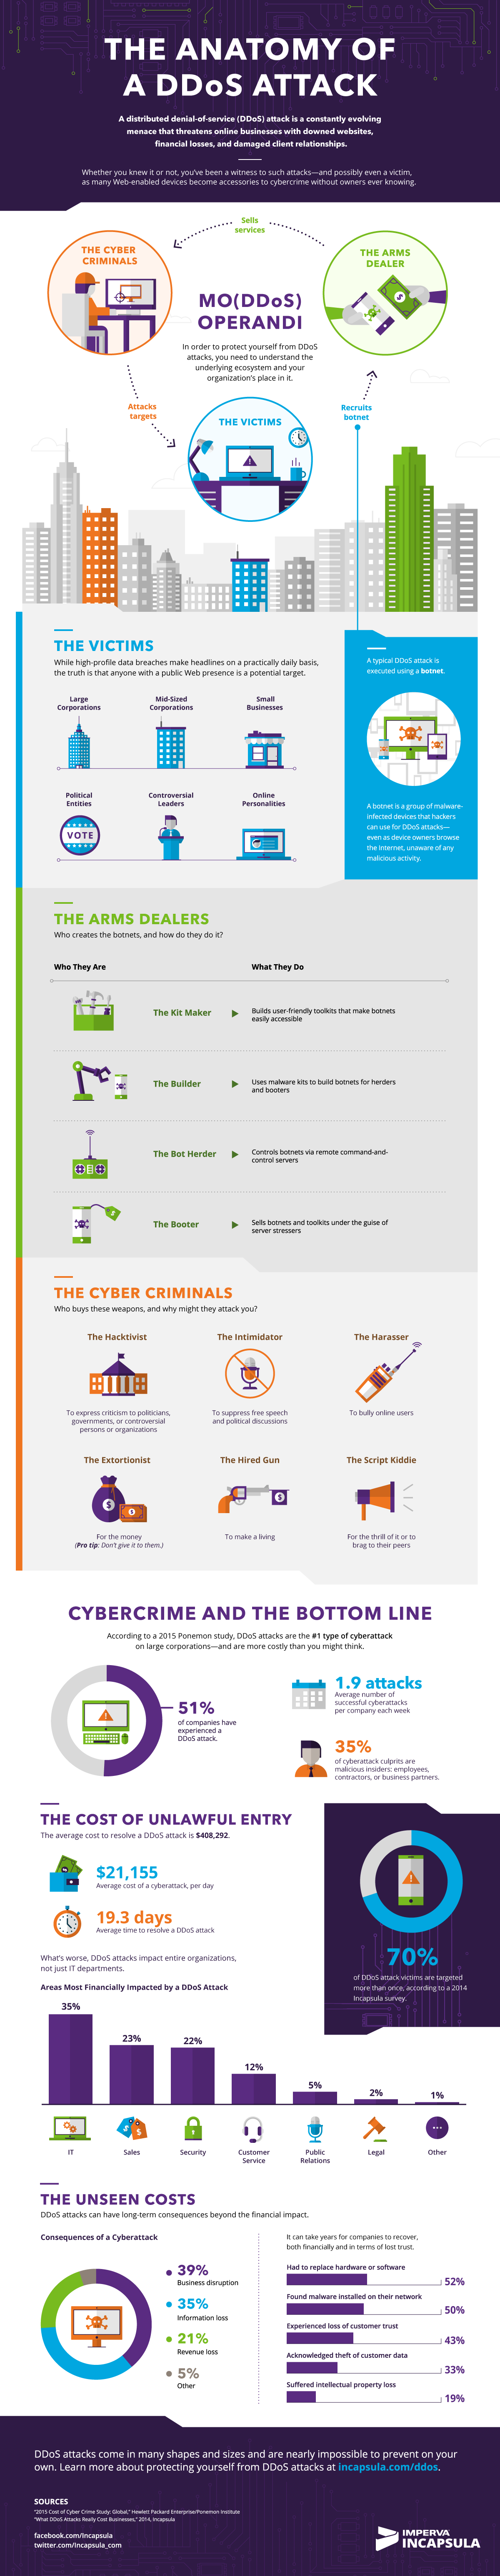 THE ANATOMY OF
A DDoS ATTACK
A distributed denial-of-service (DDoS) attack is a constantly evolving
menace that threatens online businesses with downed websites,
financial losses, and damaged client relationships.
Whether you knew it or not, you've been a witness to such attacks—and possibly even a victim,
as many Web-enabled devices become accessories to cybercrime without owners ever knowing.
Sells
services
THE CYBER
CRIMINALS
THE ARMS
DEALER
MO(DDoS)
OPERANDI
In order to protect yourself from DDoS
attacks, you need to understand the
underlying ecosystem and your
organization's place in it.
Attacks
targets
Recruits
botnet
THE VICTIMS
THE VICTIMS
While high-profile data breaches make headlines on a practically daily basis,
the truth is that anyone with a public Web presence is a potential target.
Large
Corporations
Mid-Sized
Corporations
Small
Businesses
Political
Entities
Controversial
Leaders
Online
Personalities
VOTE
A typical DDoS attack is
executed using a botnet.
A botnet is a group of malware-
infected devices that hackers
can use for DDoS attacks—
even as device owners browse
the Internet, unaware of any
malicious activity.
THE ARMS DEALERS
Who creates the botnets, and how do they do it?
Who They Are
What They Do
The Kit Maker
Builds user-friendly toolkits that make botnets
easily accessible
The Builder
Uses malware kits to build botnets for herders
and booters
The Bot Herder
Controls botnets via remote command-and-
control servers
The Booter
Sells botnets and toolkits under the guise of
server stressers
THE CYBER CRIMINALS
Who buys these weapons, and why might they attack you?
The Hacktivist
To express criticism to politicians,
governments, or controversial
persons or organizations
The Intimidator
To suppress free speech
and political discussions
The Harasser
To bully online users
The Extortionist
For the money
(Pro tip: Don't give it to them.)
The Hired Gun
To make a living
The Script Kiddie
For the thrill of it or to
brag to their peers
CYBERCRIME AND THE BOTTOM LINE
According to a 2015 Ponemon study, DDoS attacks are the #1 type of cyberattack
on large corporations—and are more costly than you might think.
51%
of companies have
experienced a
DDoS attack.
1.9 attacks
Average number of
successful cyberattacks
per company each week
35%
of cyberattack culprits are
malicious insiders: employees,
contractors, or business partners.
THE COST OF UNLAWFUL ENTRY
The average cost to resolve a DDoS attack is $408,292.
$21,155
Average cost of a cyberattack, per day
19.3 days
Average time to resolve a DDoS attack
What's worse, DDoS attacks impact entire organizations,
not just IT departments.
70%
of DDoS attack victims are targeted
more than once, according to a 2014
Incapsula survey.
Areas Most Financially Impacted by a DDoS Attack
35%
23%
22%
12%
5%
2%
1%
IT
Sales
Security
Customer
Service
Public
Relations
Legal
Other
THE UNSEEN COSTS
DDoS attacks can have long-term consequences beyond the financial impact.
Consequences of a Cyberattack
39%
Business disruption
35%
Information loss
21%
Revenue loss
5%
Other
It can take years for companies to recover,
both financially and in terms of lost trust.
Had to replace hardware or software
52%
Found malware installed on their network
50%
Experienced loss of customer trust
43%
Acknowledged theft of customer data
33%
Suffered intellectual property loss
19%
DDoS attacks come in many shapes and sizes and are nearly impossible to prevent on your
own. Learn more about protecting yourself from DDoS attacks at incapsula.com/ddos.
SOURCES
"2015 Cost of Cyber Crime Study: Global," Hewlett Packard Enterprise/Ponemon Institute
"What DDoS Attacks Really Cost Businesses," 2014, Incapsula
facebook.com/Incapsula
twitter.com/Incapsula_com
IMPERVA
INCAPSULA